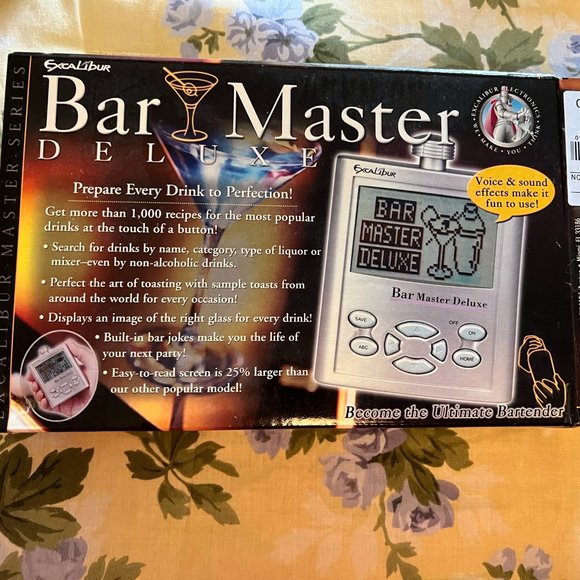 EXCALIBUR
Bar Master
DELUXE
EXCALIBUR MASTER SERIES
EXCALIBUR ELECTRONICS
WE • MAKE • YOU • THINK
Prepare Every Drink to Perfection!
Get more than 1,000 recipes for the most popular
drinks at the touch of a button!
• Search for drinks by name, category, type of liquor or
mixer–even by non-alcoholic drinks.
• Perfect the art of toasting with sample toasts from
around the world for every occasion!
• Displays an image of the right glass for every drink!
• Built-in bar jokes make you the life of
your next party!
• Easy-to-read screen is 25% larger than
our other popular model!
EXCALIBUR
BAR
MASTER
DELUXE
Bar Master Deluxe
SAVE
OFF
ON
ABC
HOME
Voice & sound
effects make it
fun to use!
Become the Ultimate Bartender